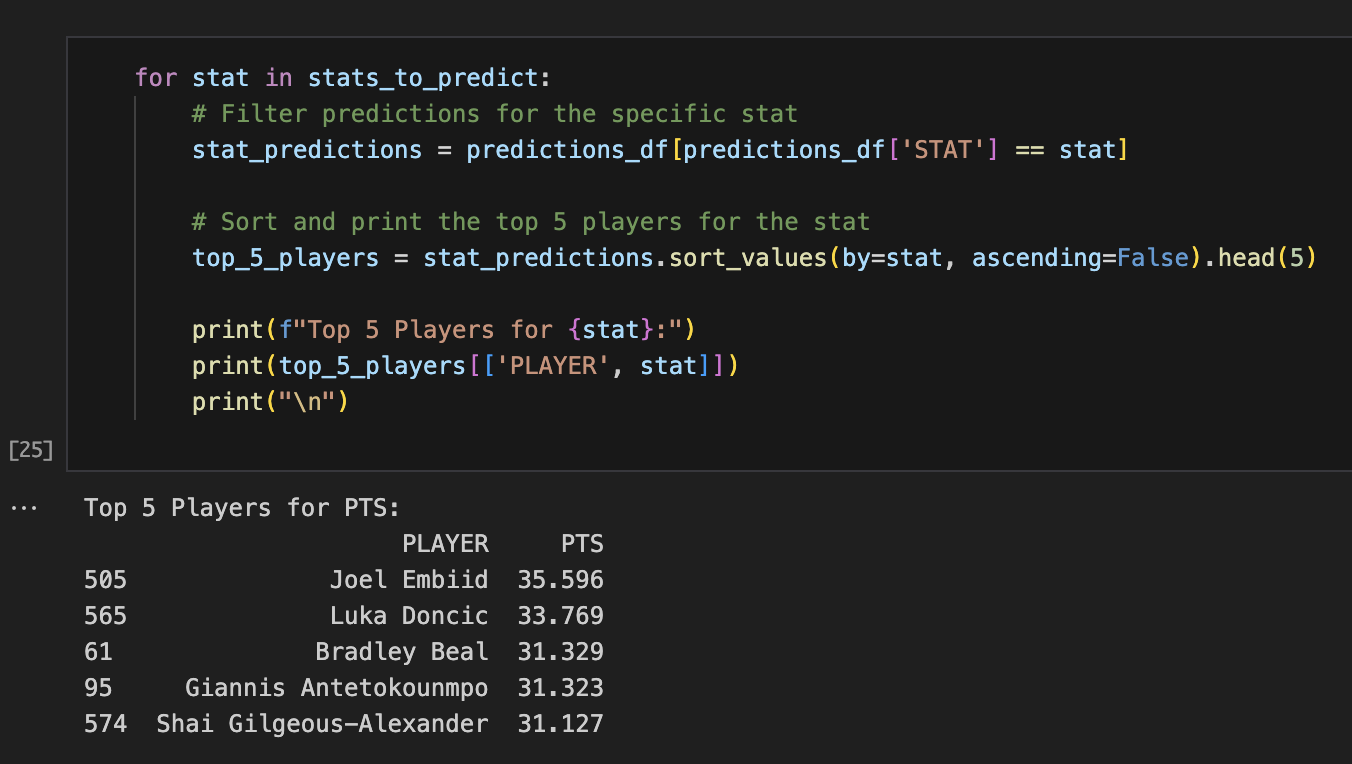 for stat in stats_to_predict:
    # Filter predictions for the specific stat
    stat_predictions = predictions_df[predictions_df['STAT'] == stat]
    # Sort and print the top 5 players for the stat
    top_5_players = stat_predictions.sort_values(by=stat, ascending=False).head(5)
    print(f"Top 5 Players for {stat}:")
    print(top_5_players[['PLAYER', stat]])
    print("\n")
[25]
... Top 5 Players for PTS:
PLAYER PTS
505 Joel Embiid 35.596
565 Luka Doncic 33.769
61 Bradley Beal 31.329
95 Giannis Antetokounmpo 31.323
574 Shai Gilgeous-Alexander 31.127